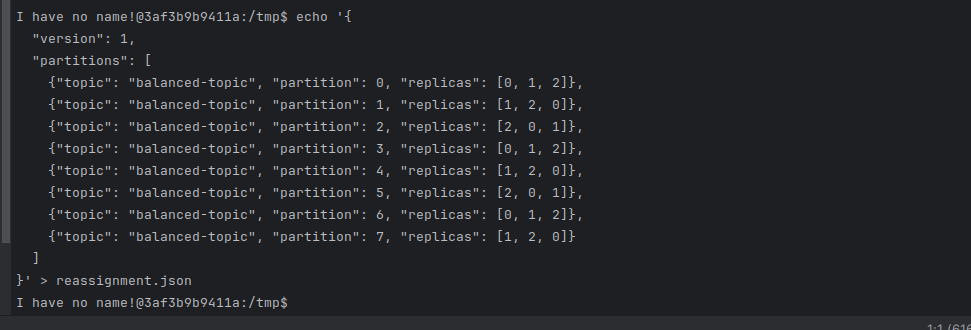 I have no name!@3af3b9b9411a:/tmp$ echo '{
  "version": 1,
  "partitions": [
    {"topic": "balanced-topic", "partition": 0, "replicas": [0, 1, 2]},
    {"topic": "balanced-topic", "partition": 1, "replicas": [1, 2, 0]},
    {"topic": "balanced-topic", "partition": 2, "replicas": [2, 0, 1]},
    {"topic": "balanced-topic", "partition": 3, "replicas": [0, 1, 2]},
    {"topic": "balanced-topic", "partition": 4, "replicas": [1, 2, 0]},
    {"topic": "balanced-topic", "partition": 5, "replicas": [2, 0, 1]},
    {"topic": "balanced-topic", "partition": 6, "replicas": [0, 1, 2]},
    {"topic": "balanced-topic", "partition": 7, "replicas": [1, 2, 0]}
  ]
}' > reassignment.json
I have no name!@3af3b9b9411a:/tmp$